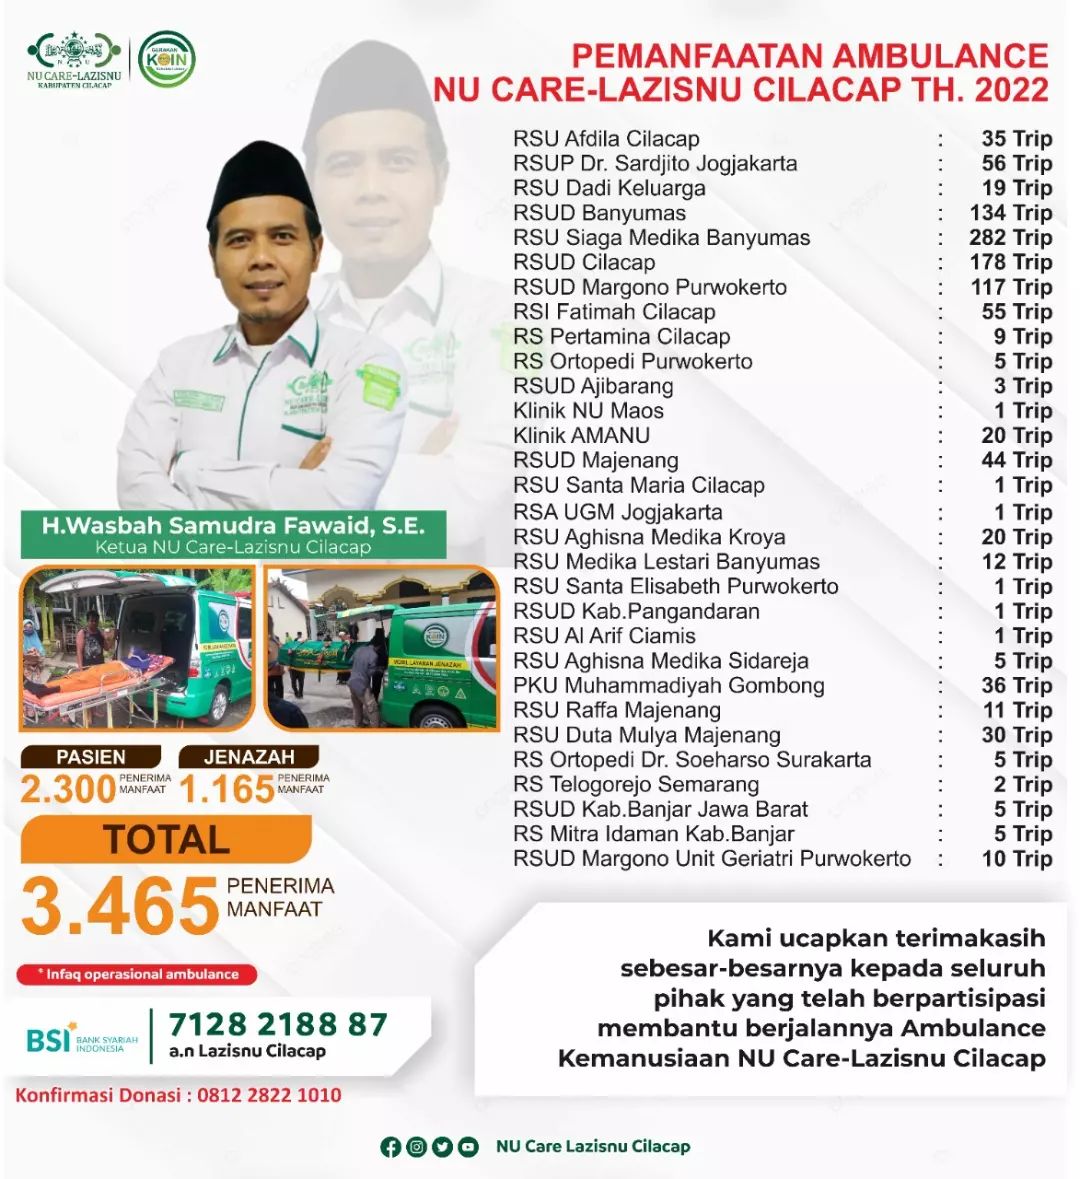 NU CARE-LAZISNU
KABUPATEN CILACAP
GERAKAN
KOIN
PEMANFAATAN AMBULANCE
NU CARE-LAZISNU CILACAP TH. 2022
RSU Afdila Cilacap : 35 Trip
RSUP Dr. Sardjito Jogjakarta : 56 Trip
RSU Dadi Keluarga : 19 Trip
RSUD Banyumas : 134 Trip
RSU Siaga Medika Banyumas : 282 Trip
RSUD Cilacap : 178 Trip
RSUD Margono Purwokerto : 117 Trip
RSI Fatimah Cilacap : 55 Trip
RS Pertamina Cilacap : 9 Trip
RS Ortopedi Purwokerto : 5 Trip
RSUD Ajibarang : 3 Trip
Klinik NU Maos : 1 Trip
Klinik AMANU : 20 Trip
RSUD Majenang : 44 Trip
RSU Santa Maria Cilacap : 1 Trip
RSA UGM Jogjakarta : 1 Trip
RSU Aghisna Medika Kroya : 20 Trip
RSU Medika Lestari Banyumas : 12 Trip
RSU Santa Elisabeth Purwokerto : 1 Trip
RSUD Kab.Pangandaran : 1 Trip
RSU Al Arif Ciamis : 1 Trip
RSU Aghisna Medika Sidareja : 5 Trip
PKU Muhammadiyah Gombong : 36 Trip
RSU Raffa Majenang : 11 Trip
RSU Duta Mulya Majenang : 30 Trip
RS Ortopedi Dr. Soeharso Surakarta : 5 Trip
RS Telogorejo Semarang : 2 Trip
RSUD Kab.Banjar Jawa Barat : 5 Trip
RS Mitra Idaman Kab.Banjar : 5 Trip
RSUD Margono Unit Geriatri Purwokerto : 10 Trip
NU CARE-L
H.Wasbah Samudra Fawaid, S.E.
Ketua NU Care-Lazisnu Cilacap
KOIN
MOBIL LAYANAN JENAZAH
PASIEN
2.300 PENERIMA MANFAAT
JENAZAH
1.165 PENERIMA MANFAAT
TOTAL
3.465 PENERIMA MANFAAT
* Infaq operasional ambulance
BSI BANK SYARIAH INDONESIA
7128 2188 87
a.n Lazisnu Cilacap
Konfirmasi Donasi : 0812 2822 1010
Kami ucapkan terimakasih
sebesar-besarnya kepada seluruh
pihak yang telah berpartisipasi
membantu berjalannya Ambulance
Kemanusiaan NU Care-Lazisnu Cilacap
NU Care Lazisnu Cilacap